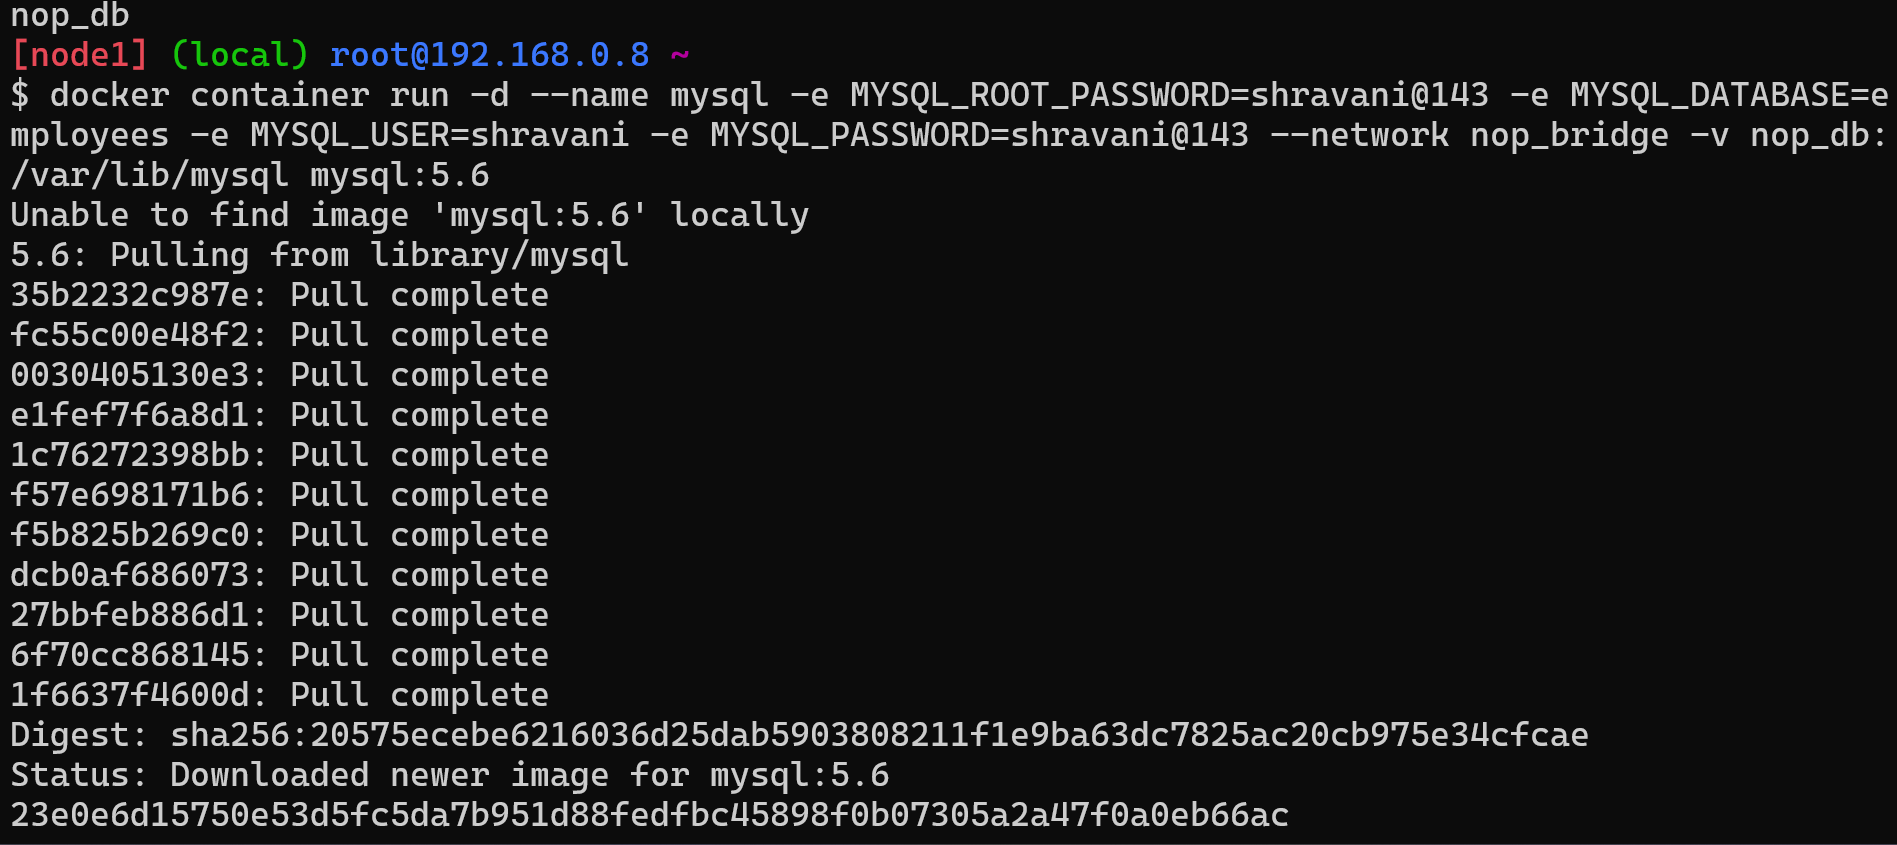 nop_db
[node1] (local) root@192.168.0.8 ~
$ docker container run -d --name mysql -e MYSQL_ROOT_PASSWORD=shravani@143 -e MYSQL_DATABASE=e
mployees -e MYSQL_USER=shravani -e MYSQL_PASSWORD=shravani@143 --network nop_bridge -v nop_db:
/var/lib/mysql mysql:5.6
Unable to find image 'mysql:5.6' locally
5.6: Pulling from library/mysql
35b2232c987e: Pull complete
fc55c00e48f2: Pull complete
0030405130e3: Pull complete
e1fef7f6a8d1: Pull complete
1c76272398bb: Pull complete
f57e698171b6: Pull complete
f5b825b269c0: Pull complete
dcb0af686073: Pull complete
27bbfeb886d1: Pull complete
6f70cc868145: Pull complete
1f6637f4600d: Pull complete
Digest: sha256:20575ecebe6216036d25dab5903808211f1e9ba63dc7825ac20cb975e34cfcae
Status: Downloaded newer image for mysql:5.6
23e0e6d15750e53d5fc5da7b951d88fedfbc45898f0b07305a2a47f0a0eb66ac